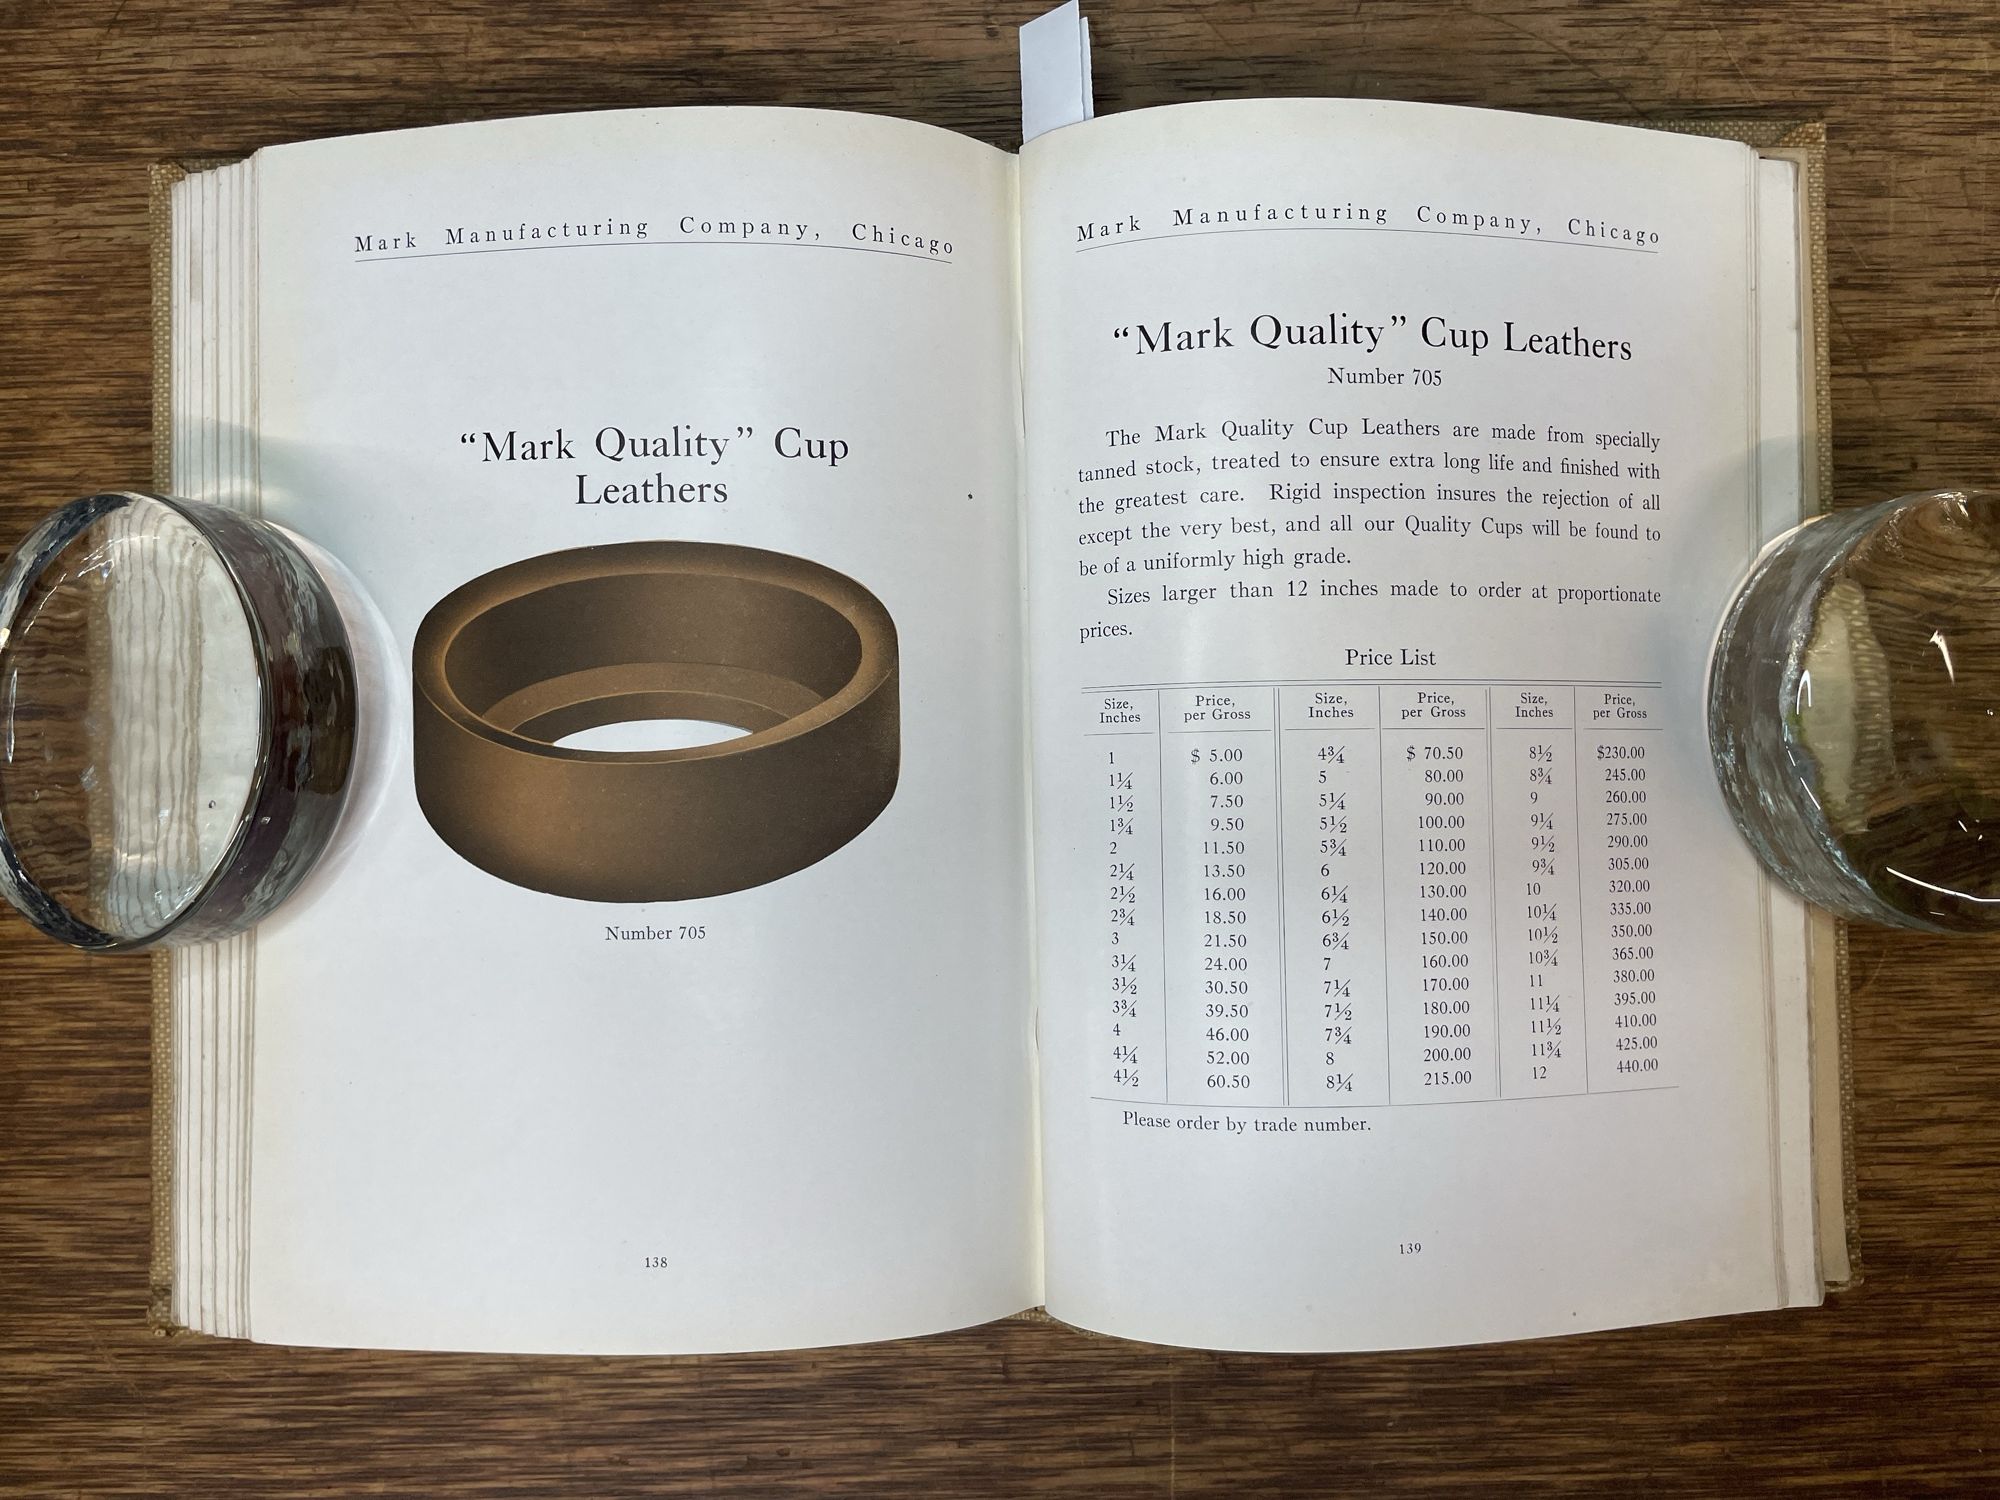 Mark Manufacturing Company, Chicago
“Mark Quality” Cup
Leathers
Number 705
138
Mark Manufacturing Company, Chicago
“Mark Quality” Cup Leathers
Number 705
The Mark Quality Cup Leathers are made from specially
tanned stock, treated to ensure extra long life and finished with
the greatest care. Rigid inspection insures the rejection of all
except the very best, and all our Quality Cups will be found to
be of a uniformly high grade.
Sizes larger than 12 inches made to order at proportionate
prices.
Price List
Size, Inches Price, per Gross Size, Inches Price, per Gross Size, Inches Price, per Gross
1 $ 5.00 4¾ $ 70.50 8½ $230.00
1¼ 6.00 5 80.00 8¾ 245.00
1½ 7.50 5¼ 90.00 9 260.00
1¾ 9.50 5½ 100.00 9¼ 275.00
2 11.50 5¾ 110.00 9½ 290.00
2¼ 13.50 6 120.00 9¾ 305.00
2½ 16.00 6¼ 130.00 10 320.00
2¾ 18.50 6½ 140.00 10¼ 335.00
3 21.50 6¾ 150.00 10½ 350.00
3¼ 24.00 7 160.00 10¾ 365.00
3½ 30.50 7¼ 170.00 11 380.00
3¾ 39.50 7½ 180.00 11¼ 395.00
4 46.00 7¾ 190.00 11½ 410.00
4¼ 52.00 8 200.00 11¾ 425.00
4½ 60.50 8¼ 215.00 12 440.00
Please order by trade number.
139